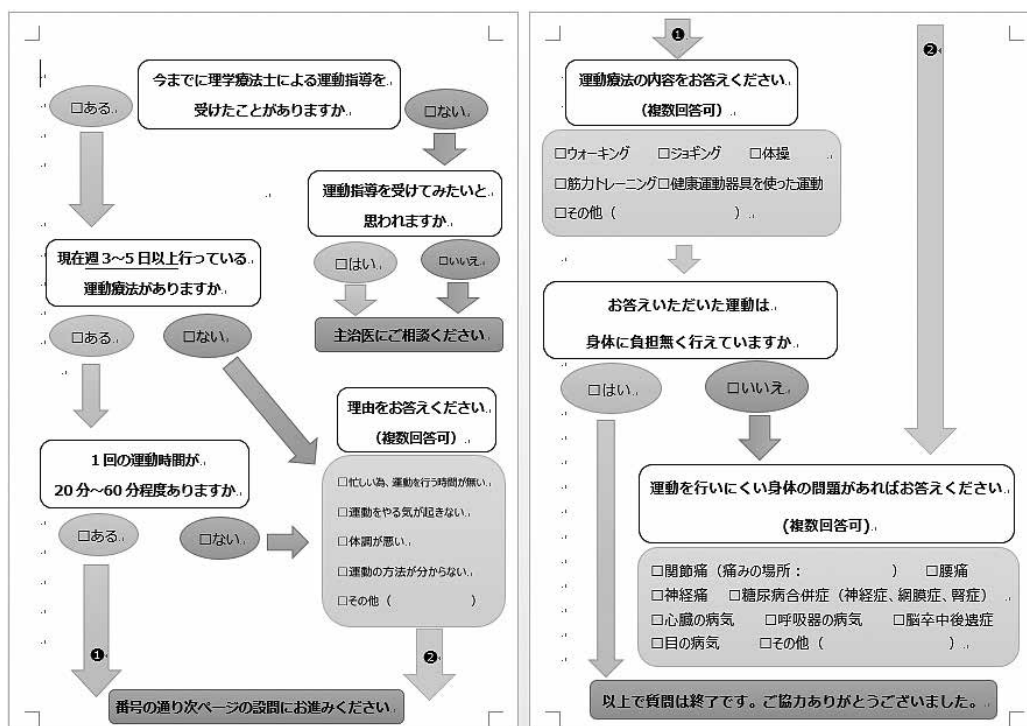 今までに理学療法士による運動指導を
受けたことがありますか
□ある
□ない
運動指導を受けてみたいと
思われますか
□はい
□いいえ
主治医にご相談ください
現在週3～5日以上行っている
運動療法がありますか
□ある
□ない
理由をお答えください
(複数回答可)
□忙しい為、運動を行う時間が無い
□運動をやる気が起きない
□体調が悪い
□運動の方法が分からない
□その他（　　　　　　）
1回の運動時間が
20分～60分程度ありますか
□ある
□ない
❶
❷
番号の通り次ページの設問にお進みください
❶
❷
運動療法の内容をお答えください
(複数回答可)
□ウォーキング　□ジョギング　□体操
□筋力トレーニング□健康運動器具を使った運動
□その他（　　　　　　）
お答えいただいた運動は
身体に負担無く行えていますか
□はい
□いいえ
運動を行いにくい身体の問題があればお答えください
(複数回答可)
□関節痛（痛みの場所：　　　　　　）　□腰痛
□神経痛　□糖尿病合併症（神経症、網膜症、腎症）
□心臓の病気　□呼吸器の病気　□脳卒中後遺症
□目の病気　□その他（　　　　　　）
以上で質問は終了です。ご協力ありがとうございました。